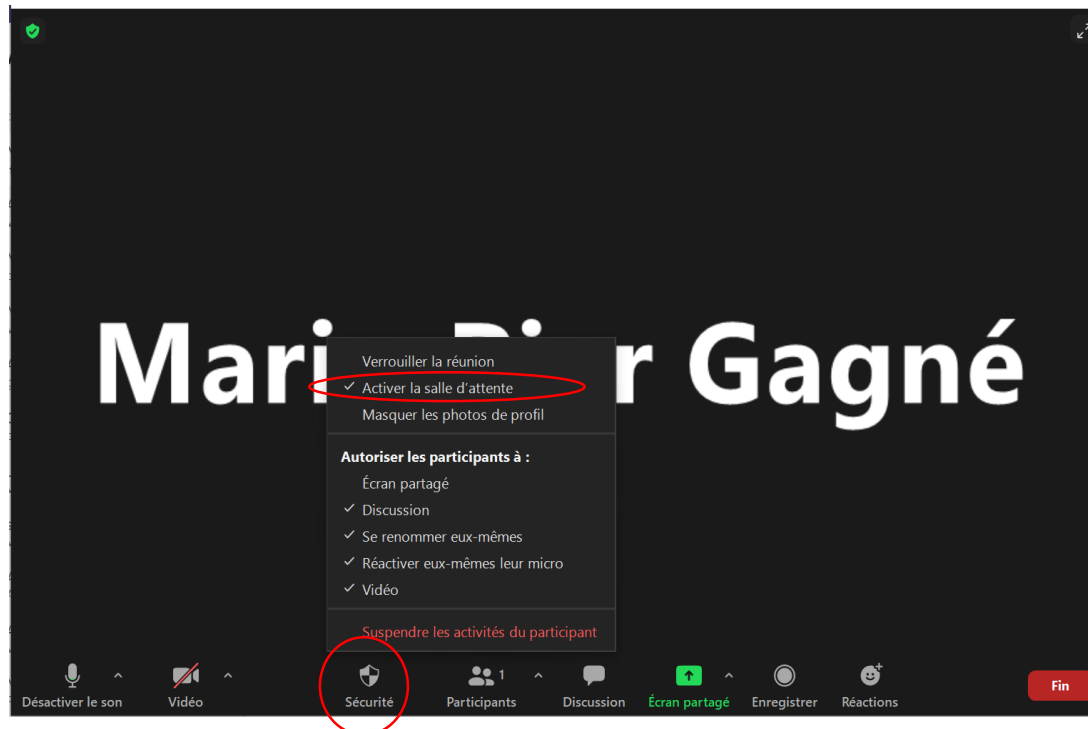 Mari Pier Gagné
Verrouiller la réunion
Activer la salle d'attente
Masquer les photos de profil
Autoriser les participants à :
Écran partagé
Discussion
Se renommer eux-mêmes
Réactiver eux-mêmes leur micro
Vidéo
Suspendre les activités du participant
1
Désactiver le son
Vidéo
Sécurité
Participants
Discussion
Écran partagé
Enregistrer
Réactions
Fin